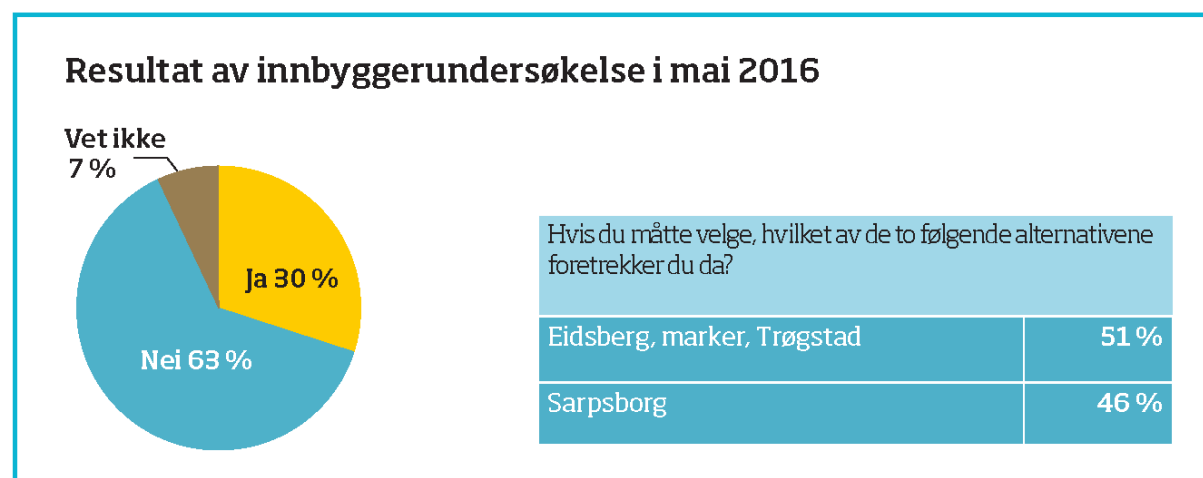 Resultat av innbyggerundersøkelse i mai 2016
Vet ikke
7 %
Ja 30 %
Nei 63 %
Hvis du måtte velge, hvilket av de to følgende alternativene
foretrekker du da?
Eidsberg, marker, Trøgstad 51 %
Sarpsborg 46 %